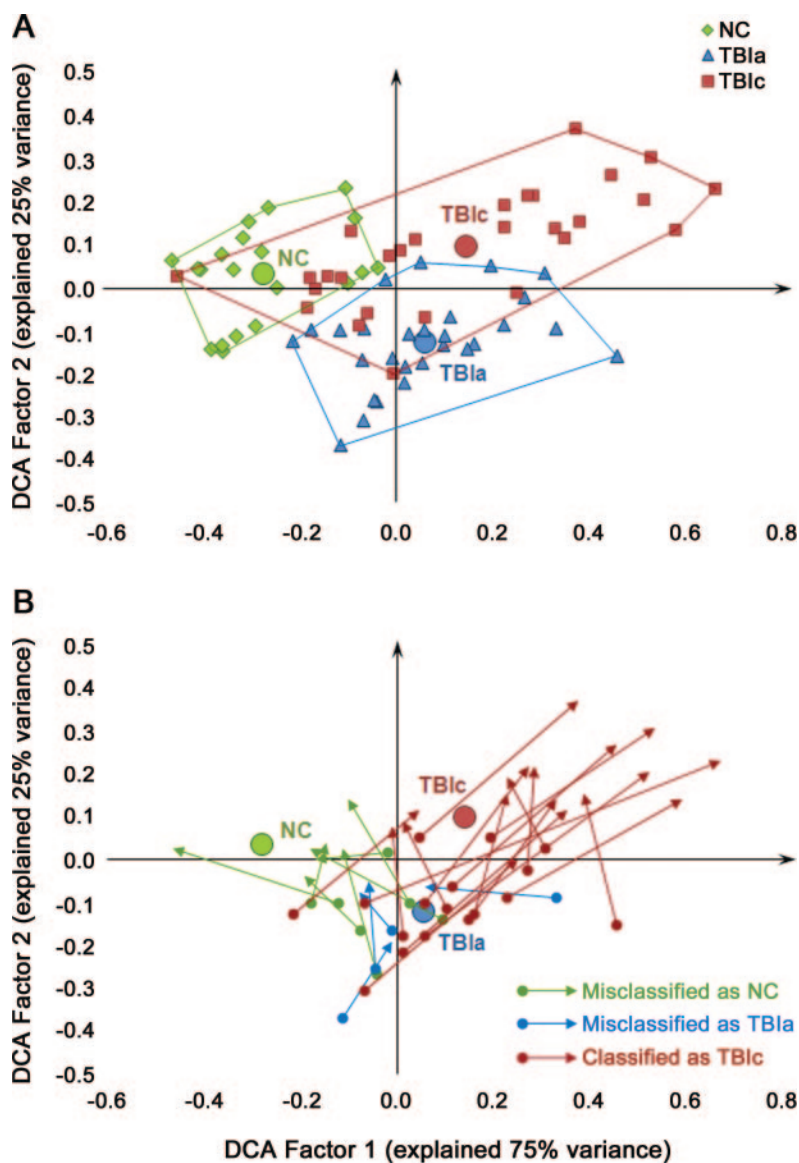 A
NC
TBIa
TBIc
DCA Factor 2 (explained 25% variance)
0.5
0.4
0.3
0.2
0.1
0.0
-0.1
-0.2
-0.3
-0.4
-0.5
TBIc
NC
TBIa
-0.6 -0.4 -0.2 0.0 0.2 0.4 0.6 0.8
B
DCA Factor 2 (explained 25% variance)
0.5
0.4
0.3
0.2
0.1
0.0
-0.1
-0.2
-0.3
-0.4
-0.5
TBIc
NC
TBIa
Misclassified as NC
Misclassified as TBIa
Classified as TBIc
-0.6 -0.4 -0.2 0.0 0.2 0.4 0.6 0.8
DCA Factor 1 (explained 75% variance)